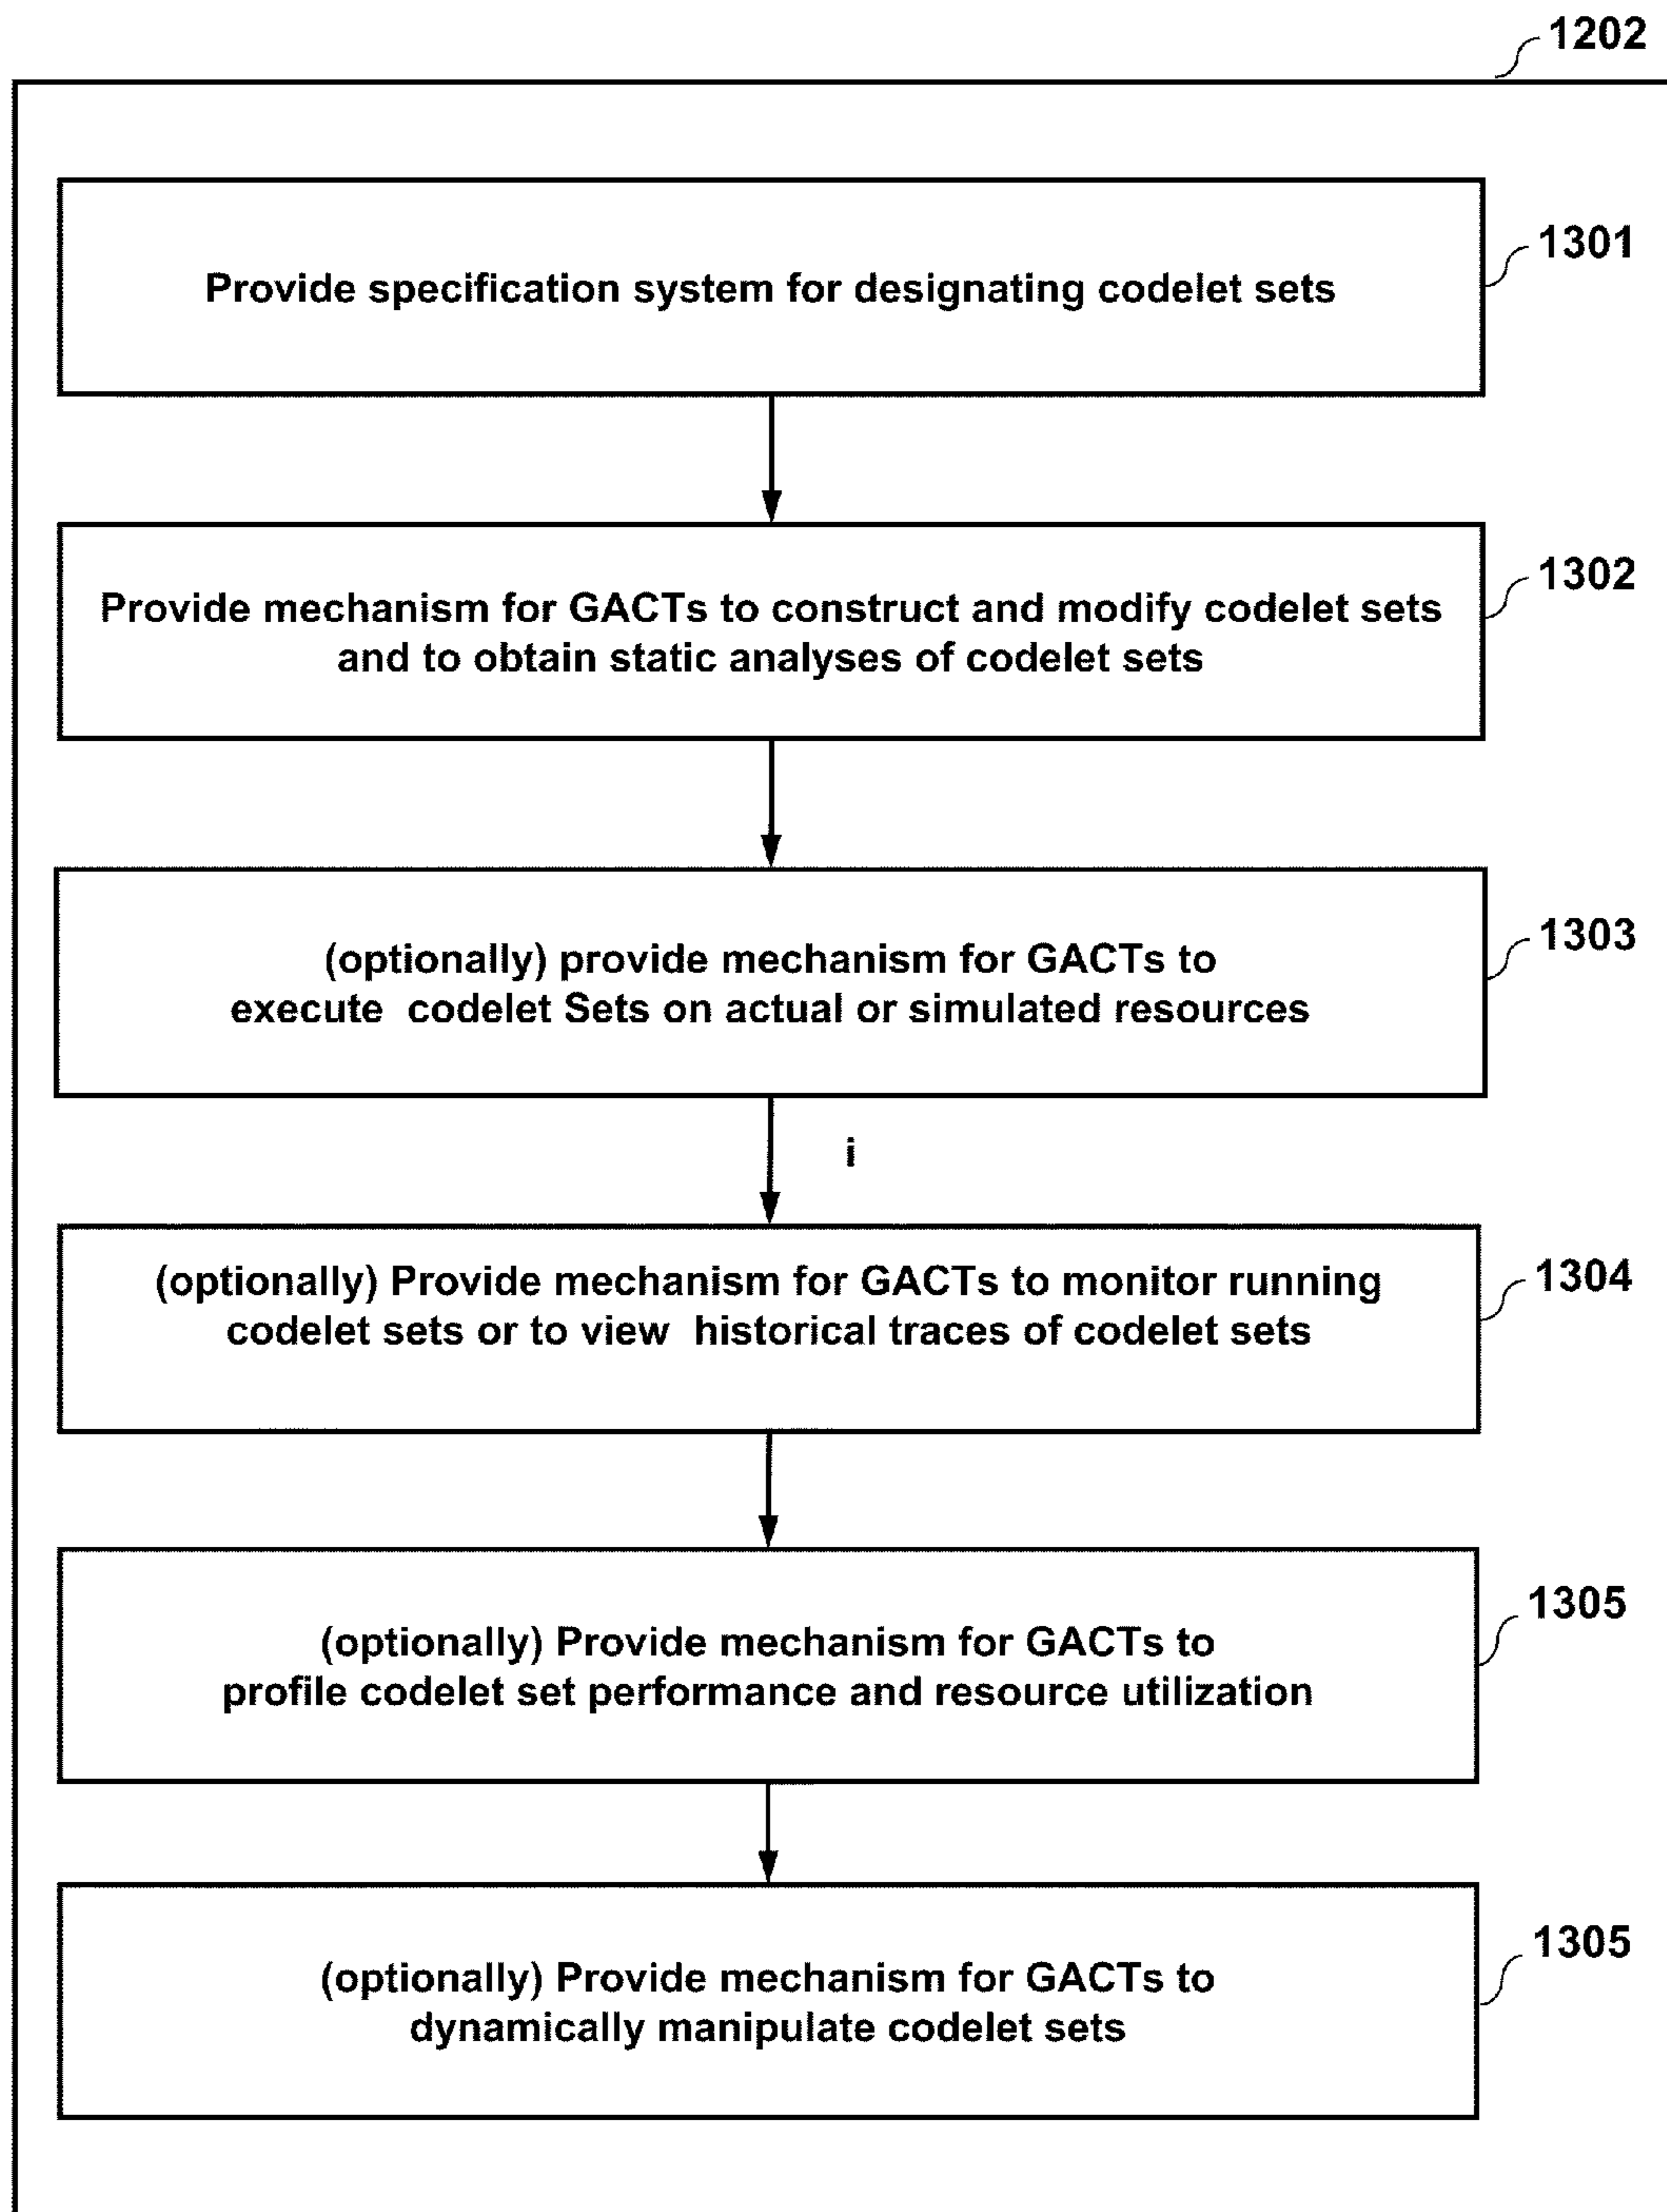 1202
Provide specification system for designating codelet sets
1301
Provide mechanism for GACTs to construct and modify codelet sets
and to obtain static analyses of codelet sets
1302
(optionally) provide mechanism for GACTs to
execute codelet Sets on actual or simulated resources
1303
i
(optionally) Provide mechanism for GACTs to monitor running
codelet sets or to view historical traces of codelet sets
1304
(optionally) Provide mechanism for GACTs to
profile codelet set performance and resource utilization
1305
(optionally) Provide mechanism for GACTs to
dynamically manipulate codelet sets
1305